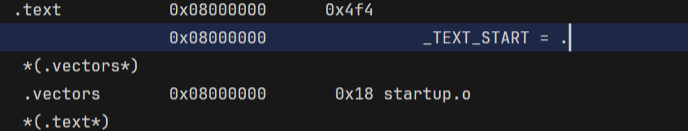 .text 0x08000000 0x4f4
0x08000000 _TEXT_START = .
*(.vectors*)
.vectors 0x08000000 0x18 startup.o
*(.text*)